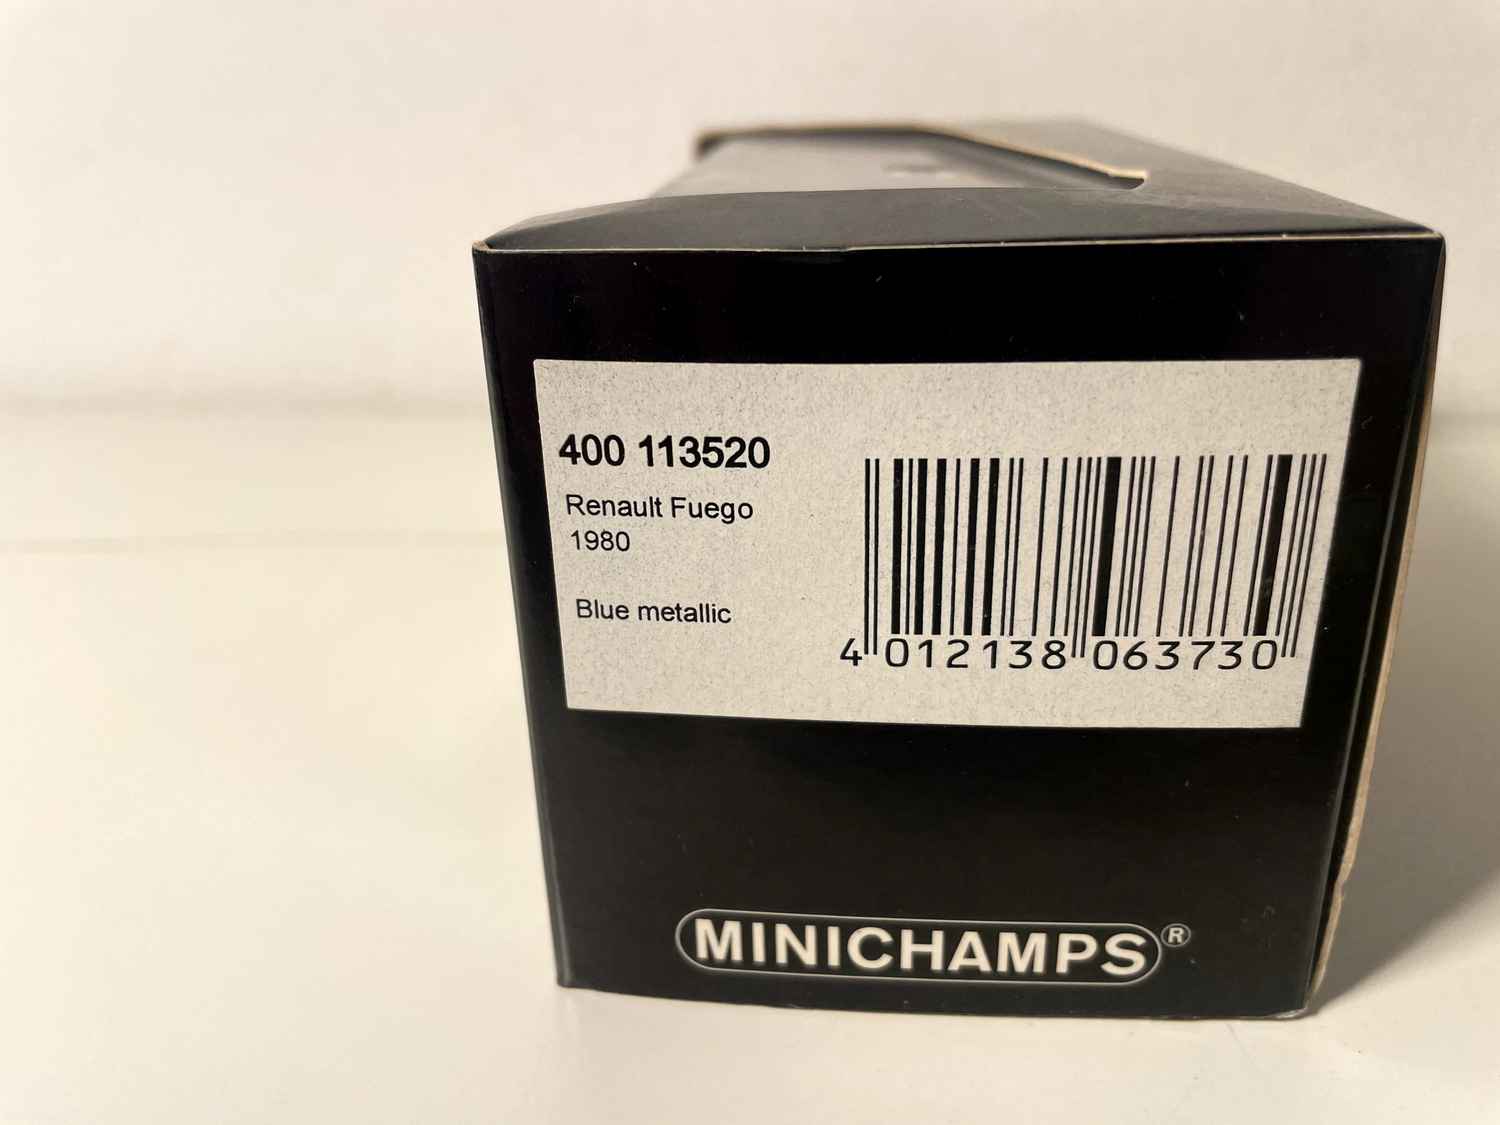 400 113520
Renault Fuego
1980
Blue metallic
4 012138 063730
MINICHAMPS®